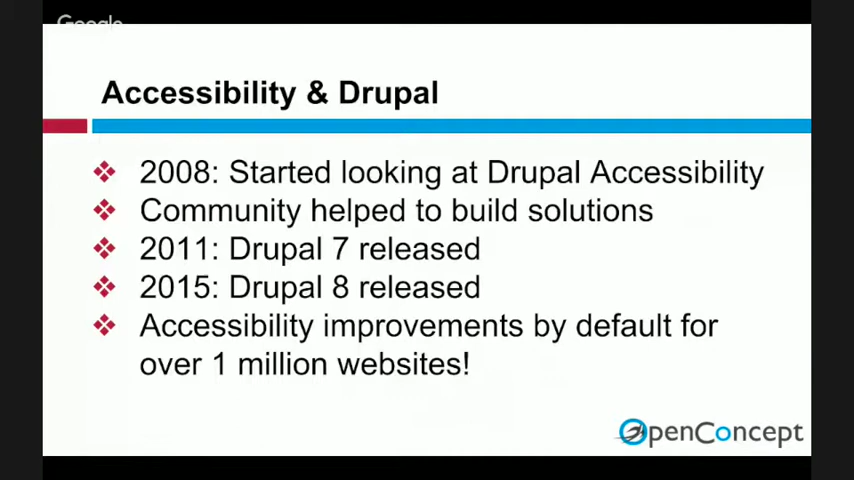 Google
Accessibility & Drupal
2008: Started looking at Drupal Accessibility
Community helped to build solutions
2011: Drupal 7 released
2015: Drupal 8 released
Accessibility improvements by default for
over 1 million websites!
OpenConcept